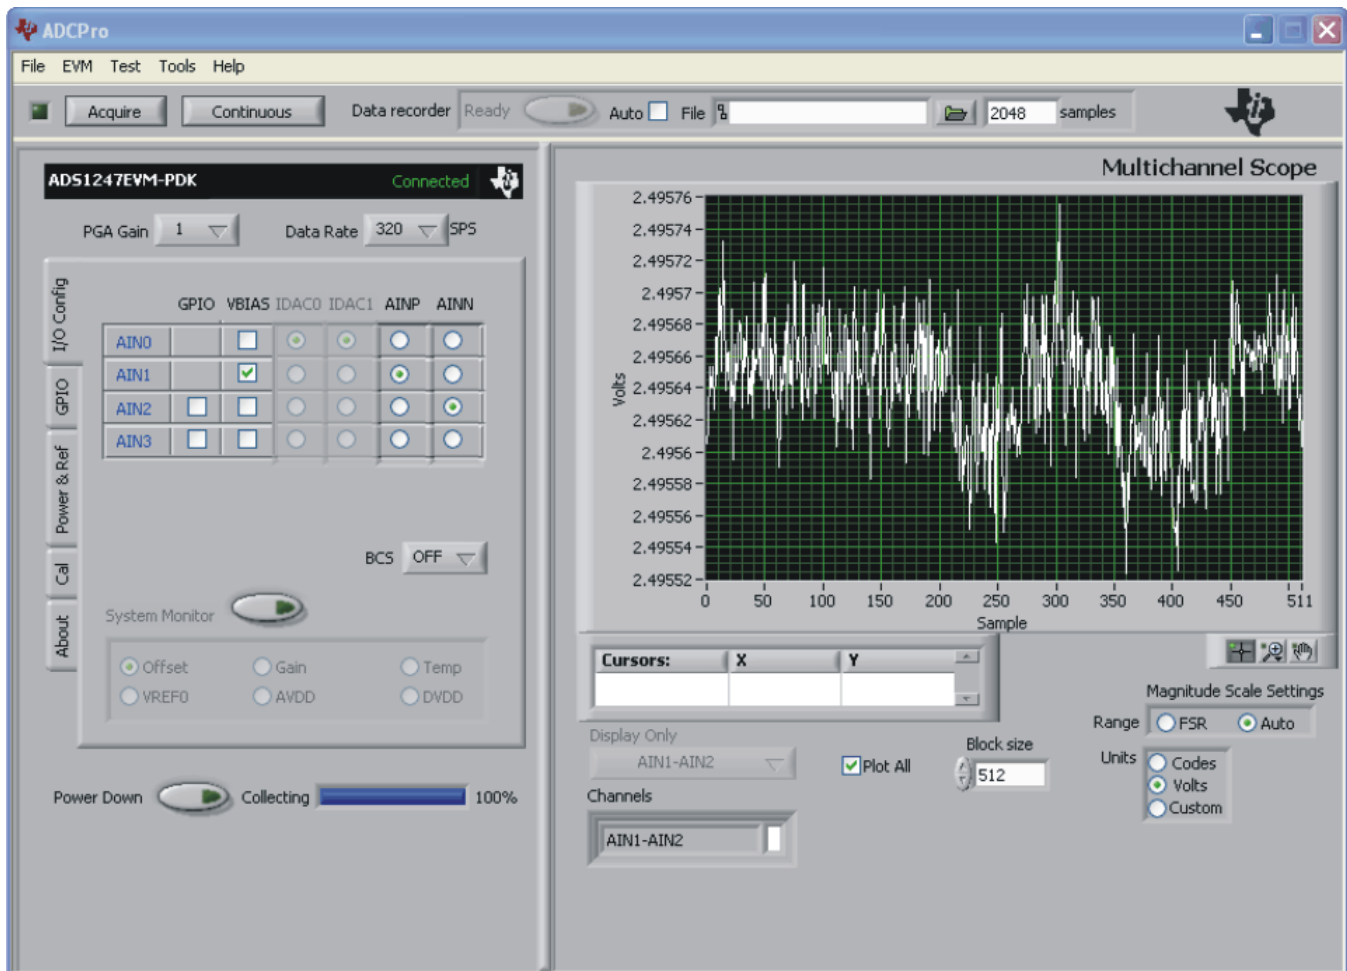 ADCPro
File EVM Test Tools Help
Acquire Continuous Data recorder Ready Auto File 2048 samples
ADS1247EVM-PDK Connected
PGA Gain 1 Data Rate 320 SPS
I/O Config
GPIO
Power & Ref
Cal
About
GPIO VBIAS IDAC0 IDAC1 AINP AINN
AIN0
AIN1
AIN2
AIN3
BCS OFF
System Monitor
Offset Gain Temp
VREF0 AVDD DVDD
Power Down Collecting 100%
Multichannel Scope
2.49576
2.49574
2.49572
2.4957
2.49568
2.49566
2.49564
2.49562
2.4956
2.49558
2.49556
2.49554
2.49552
Volts
0 50 100 150 200 250 300 350 400 450 511
Sample
Cursors: X Y
Magnitude Scale Settings
Range FSR Auto
Display Only
AIN1-AIN2
Plot All
Block size
512
Units Codes
Volts
Custom
Channels
AIN1-AIN2